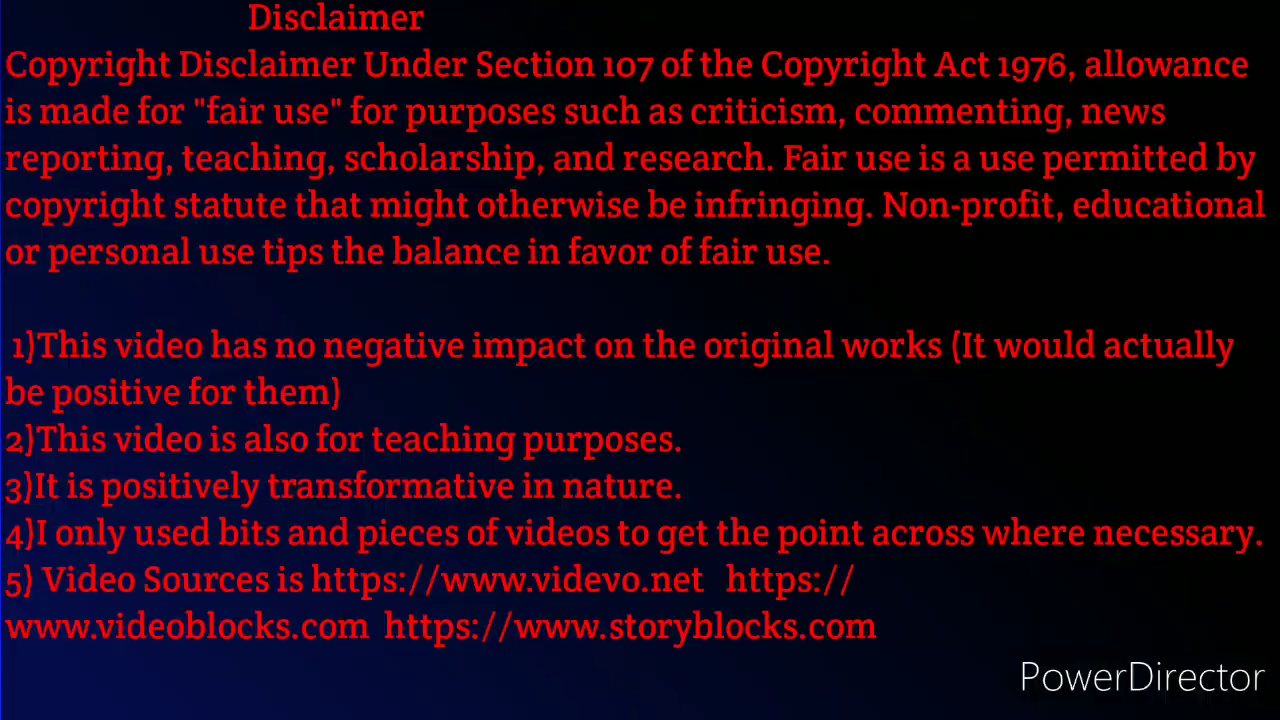 Disclaimer
Copyright Disclaimer Under Section 107 of the Copyright Act 1976, allowance
is made for "fair use" for purposes such as criticism, commenting, news
reporting, teaching, scholarship, and research. Fair use is a use permitted by
copyright statute that might otherwise be infringing. Non-profit, educational
or personal use tips the balance in favor of fair use.
1)This video has no negative impact on the original works (It would actually
be positive for them)
2)This video is also for teaching purposes.
3)It is positively transformative in nature.
4)I only used bits and pieces of videos to get the point across where necessary.
5) Video Sources is https://www.videvo.net https://
www.videoblocks.com https://www.storyblocks.com
PowerDirector